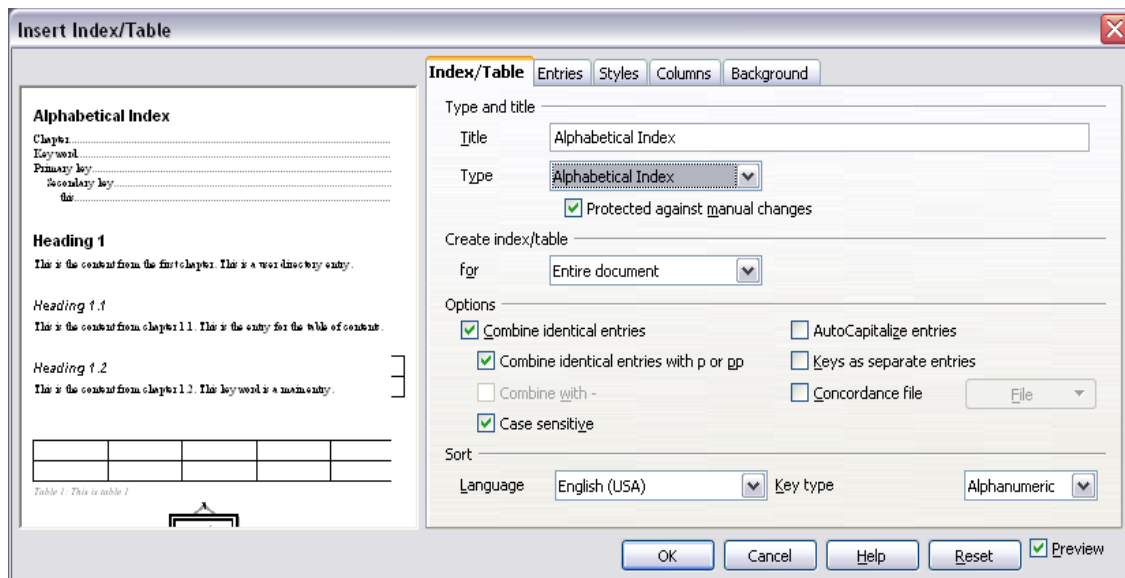 Insert Index/Table
Alphabetical Index
Chapter
Key word
Primary key
Secondary key
this
Heading 1
This is the content from the first chapter. This is a user directory entry.
Heading 1.1
This is the content from chapter 1.1. This is the entry for the table of contents.
Heading 1.2
This is the content from chapter 1.2. This keyword is a main entry.
Table 1: This is table 1
Index/Table Entries Styles Columns Background
Type and title
Title Alphabetical Index
Type Alphabetical Index
Protected against manual changes
Create index/table
for Entire document
Options
Combine identical entries AutoCapitalize entries
Combine identical entries with p or pp Keys as separate entries
Combine with - Concordance file File
Case sensitive
Sort
Language English (USA) Key type Alphanumeric
OK Cancel Help Reset Preview